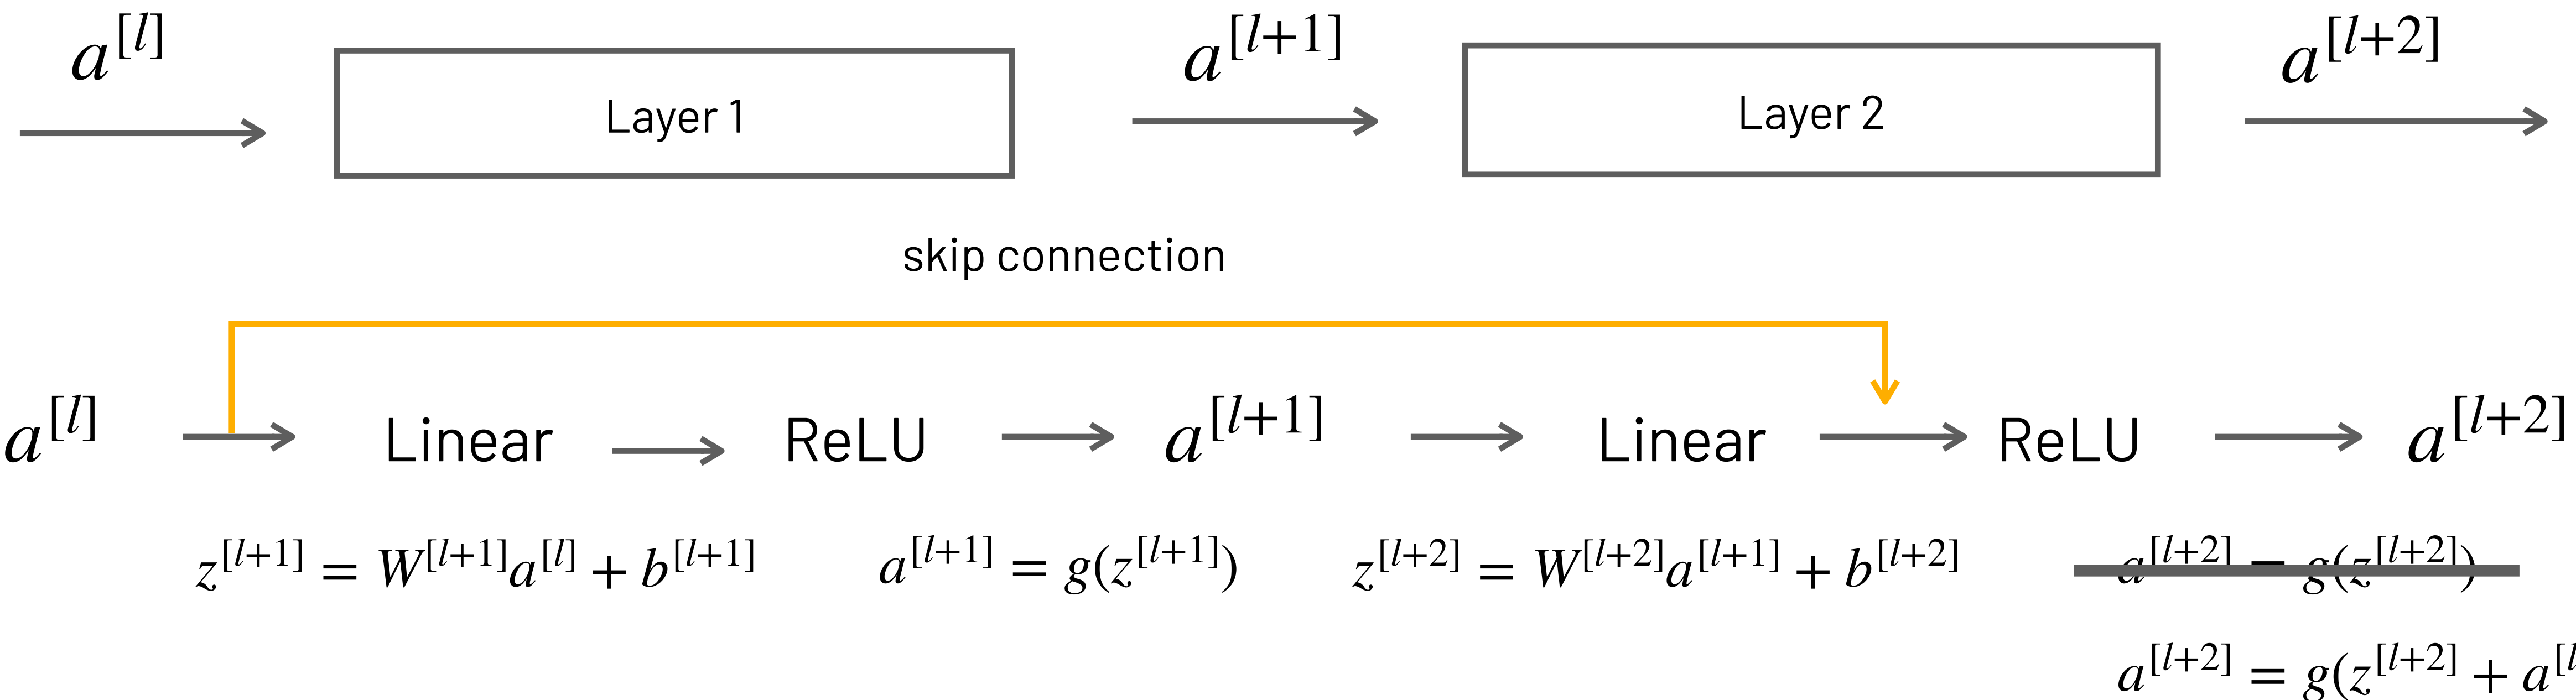 a^{[l]} a^{[l+1]} a^{[l+2]}
Layer 1 Layer 2
skip connection
a^{[l]} Linear ReLU a^{[l+1]} Linear ReLU a^{[l+2]}
z^{[l+1]} = W^{[l+1]}a^{[l]} + b^{[l+1]} a^{[l+1]} = g(z^{[l+1]}) z^{[l+2]} = W^{[l+2]}a^{[l+1]} + b^{[l+2]} a^{[l+2]} = g(z^{[l+2]})
a^{[l+2]} = g(z^{[l+2]} + a^{[l